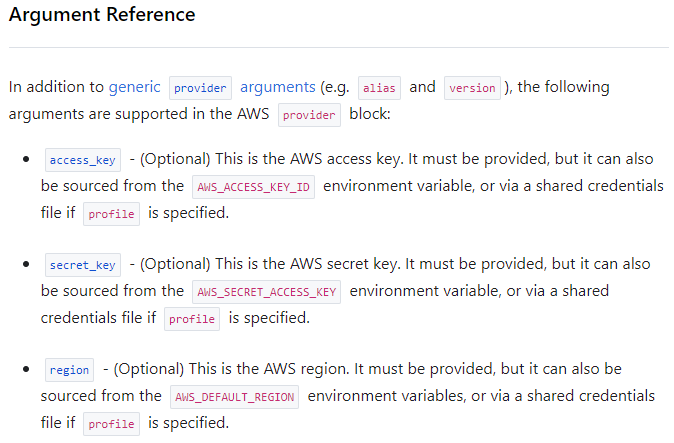 Argument Reference
In addition to generic provider arguments (e.g. alias and version ), the following
arguments are supported in the AWS provider block:
• access_key - (Optional) This is the AWS access key. It must be provided, but it can also
be sourced from the AWS_ACCESS_KEY_ID environment variable, or via a shared credentials
file if profile is specified.
• secret_key - (Optional) This is the AWS secret key. It must be provided, but it can also
be sourced from the AWS_SECRET_ACCESS_KEY environment variable, or via a shared
credentials file if profile is specified.
• region - (Optional) This is the AWS region. It must be provided, but it can also be
sourced from the AWS_DEFAULT_REGION environment variables, or via a shared credentials
file if profile is specified.